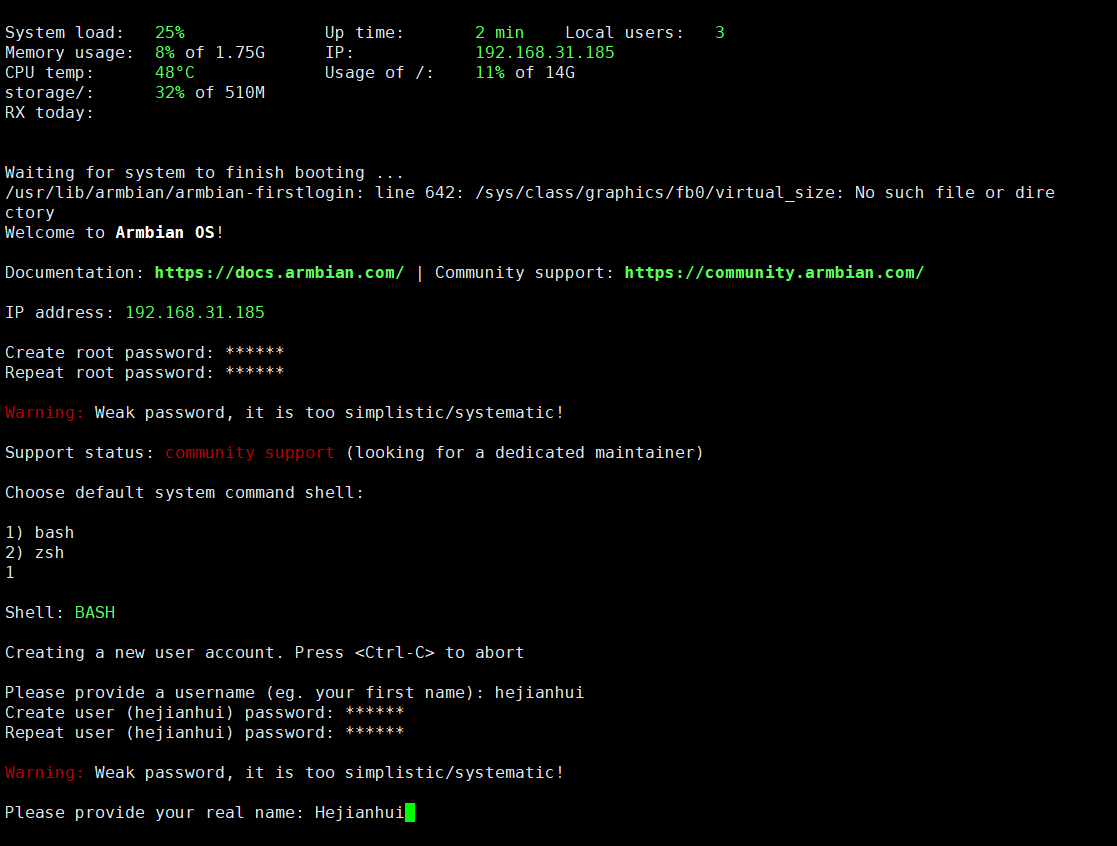 System load:   25%              Up time:       2 min    Local users:   3
Memory usage:  8% of 1.75G      IP:            192.168.31.185
CPU temp:      48°C             Usage of /:    11% of 14G
storage/:      32% of 510M
RX today:
Waiting for system to finish booting ...
/usr/lib/armbian/armbian-firstlogin: line 642: /sys/class/graphics/fb0/virtual_size: No such file or dire
ctory
Welcome to Armbian OS!
Documentation: https://docs.armbian.com/ | Community support: https://community.armbian.com/
IP address: 192.168.31.185
Create root password: ******
Repeat root password: ******
Warning: Weak password, it is too simplistic/systematic!
Support status: community support (looking for a dedicated maintainer)
Choose default system command shell:
1) bash
2) zsh
1
Shell: BASH
Creating a new user account. Press <Ctrl-C> to abort
Please provide a username (eg. your first name): hejianhui
Create user (hejianhui) password: ******
Repeat user (hejianhui) password: ******
Warning: Weak password, it is too simplistic/systematic!
Please provide your real name: Hejianhui